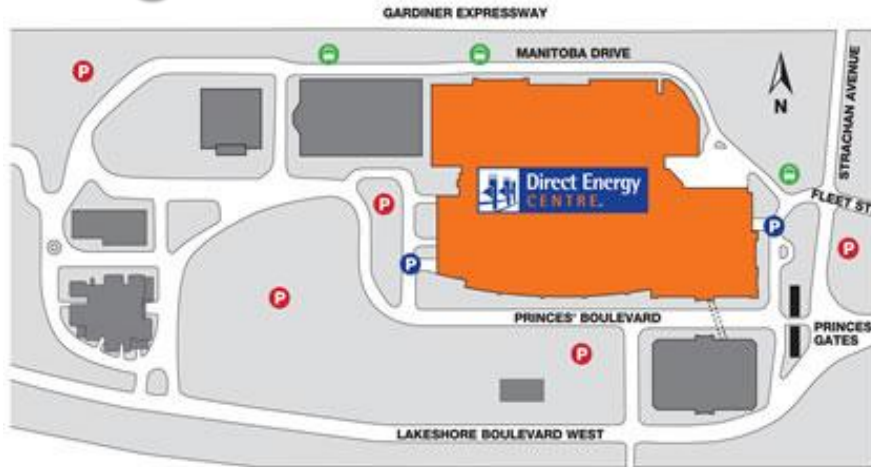 GARDINER EXPRESSWAY
MANITOBA DRIVE
P
N
STRACHAN AVENUE
Direct Energy
CENTRE.
FLEET ST
P
P
P
P
P
PRINCES' BOULEVARD
PRINCES
GATES
P
LAKESHORE BOULEVARD WEST